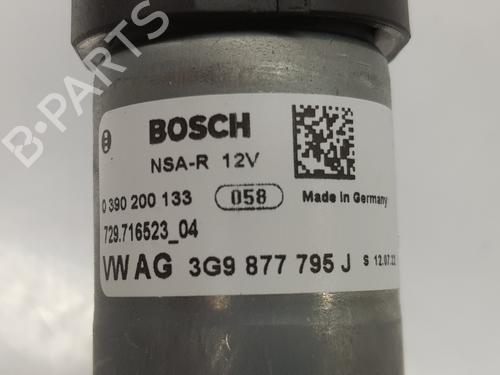 BOSCH
NSA-R 12V
0 390 200 133 058 Made in Germany
729.716523_04
VW AG 3G9 877 795 J S 12.07.22
B-PARTS